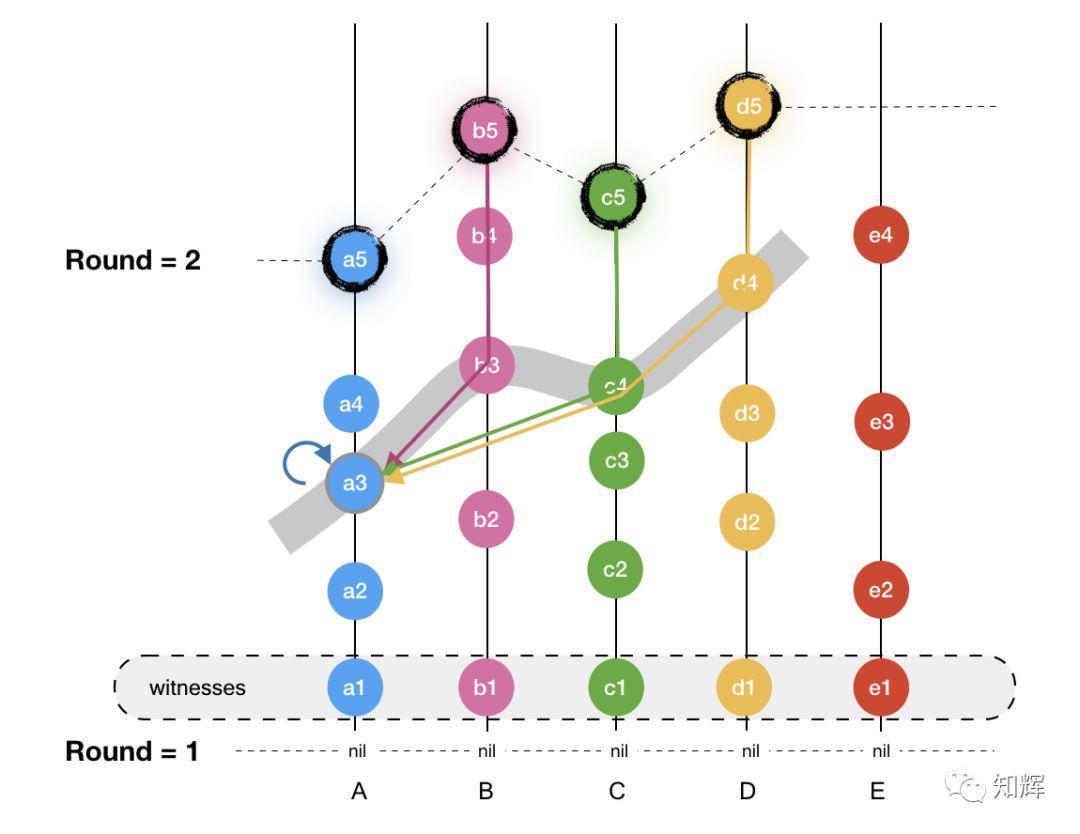 d5
b5
c5
b4
e4
Round = 2
a5
d4
b3
c4
a4
d3
e3
c3
a3
b2
d2
c2
a2
e2
witnesses
a1
b1
c1
d1
e1
Round = 1
nil
nil
nil
nil
nil
A
B
C
D
E
知辉